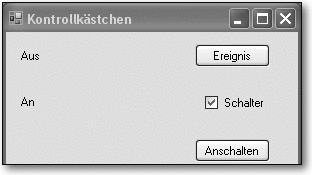 Kontrollkästchen
Aus
Ereignis
An
Schalter
Anschalten